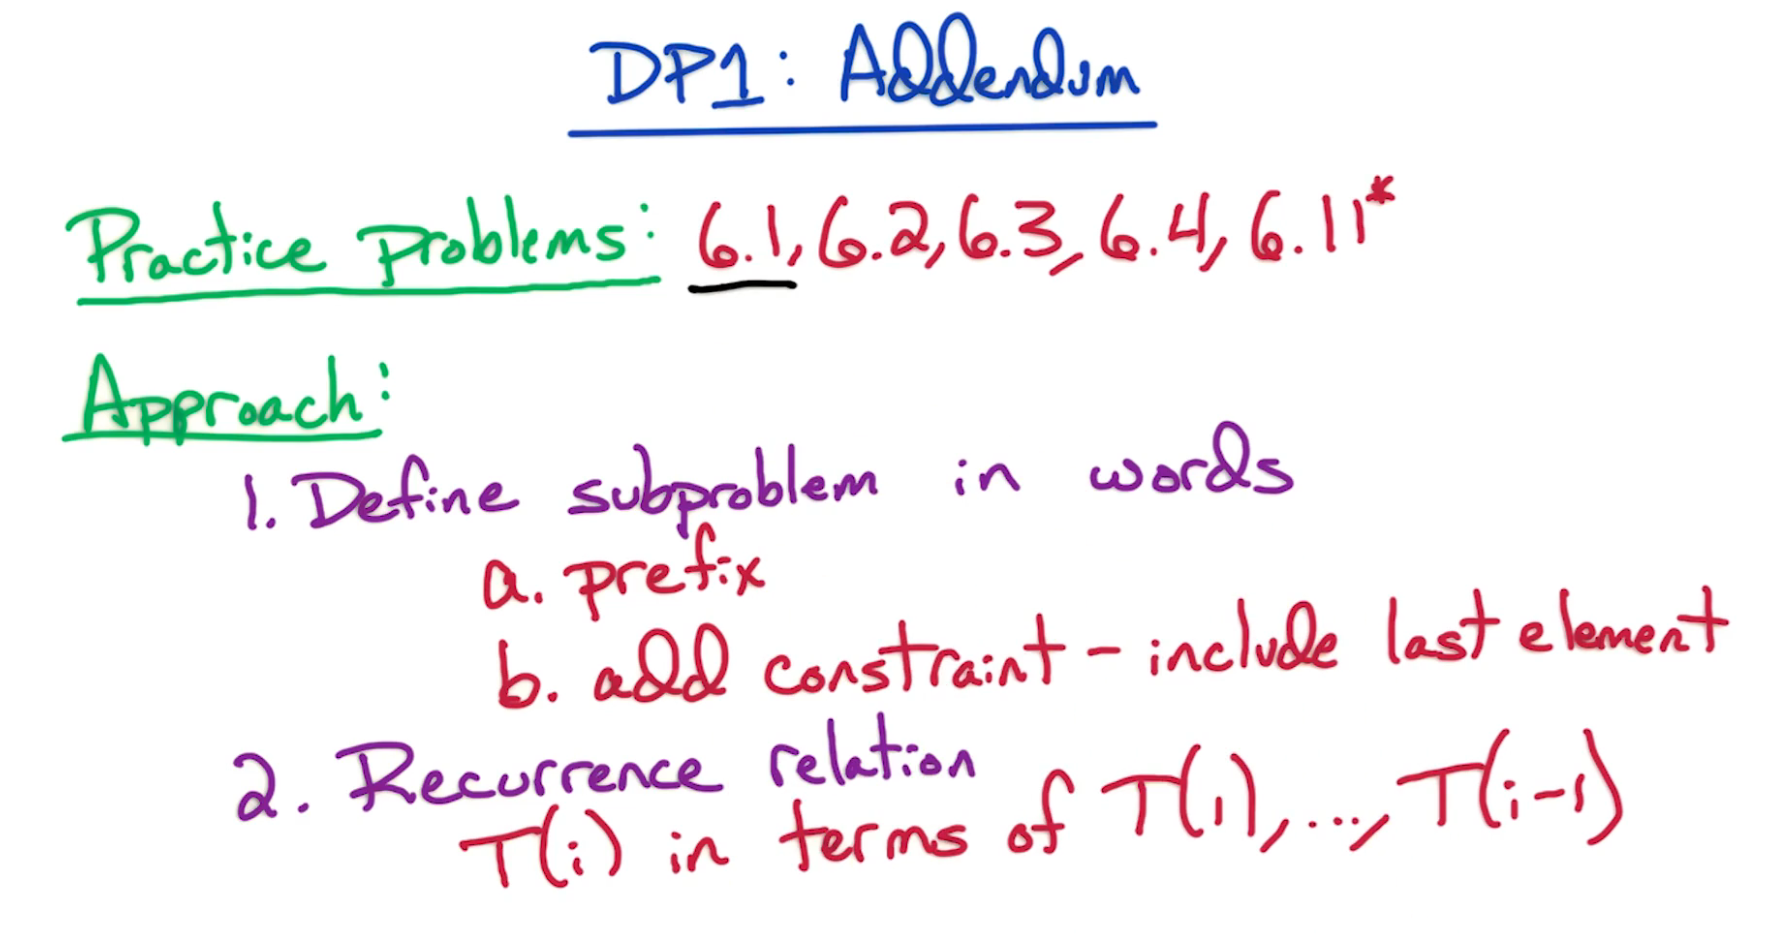 DP1: Addendum
Practice problems: 6.1, 6.2, 6.3, 6.4, 6.11*
Approach:
1. Define subproblem in words
a. prefix
b. add constraint - include last element
2. Recurrence relation
T(i) in terms of T(1), ..., T(i-1)